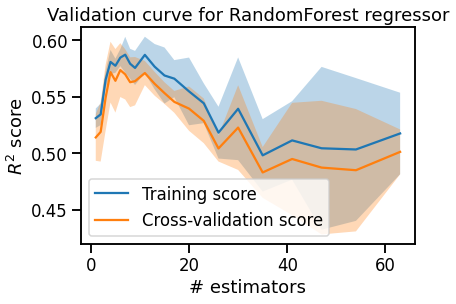 Validation curve for RandomForest regressor
0.60
0.55
0.50
0.45
R² score
Training score
Cross-validation score
0 20 40 60
# estimators